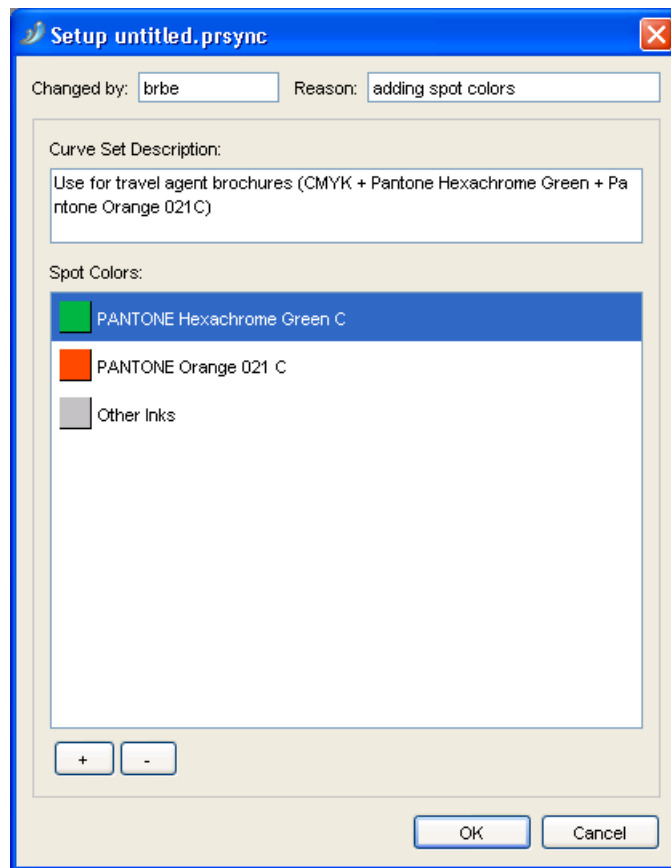 Setup untitled.prsync
Changed by: brbe Reason: adding spot colors
Curve Set Description:
Use for travel agent brochures (CMYK + Pantone Hexachrome Green + Pa
ntone Orange 021C)
Spot Colors:
PANTONE Hexachrome Green C
PANTONE Orange 021 C
Other Inks
+ -
OK Cancel